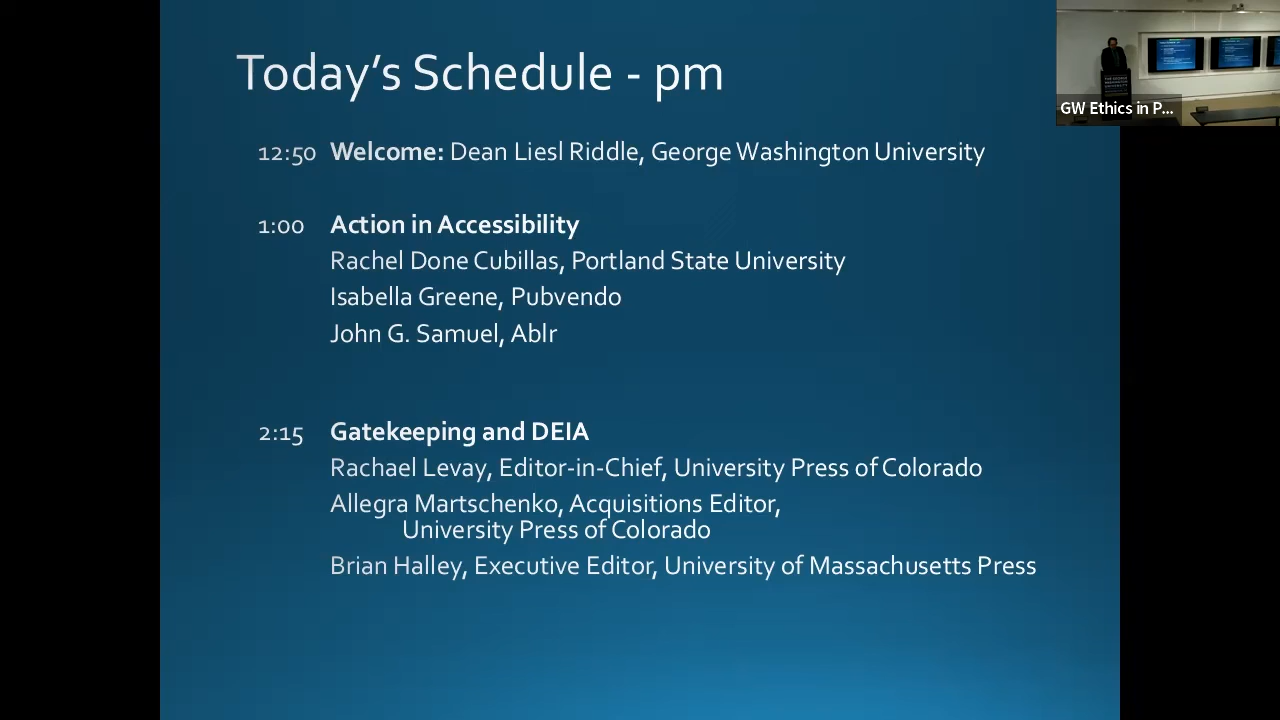 Today's Schedule - pm
12:50 Welcome: Dean Liesl Riddle, George Washington University
1:00 Action in Accessibility
Rachel Done Cubillas, Portland State University
Isabella Greene, Pubvendo
John G. Samuel, Ablr
2:15 Gatekeeping and DEIA
Rachael Levay, Editor-in-Chief, University Press of Colorado
Allegra Martschenko, Acquisitions Editor,
University Press of Colorado
Brian Halley, Executive Editor, University of Massachusetts Press
GW Ethics in P...